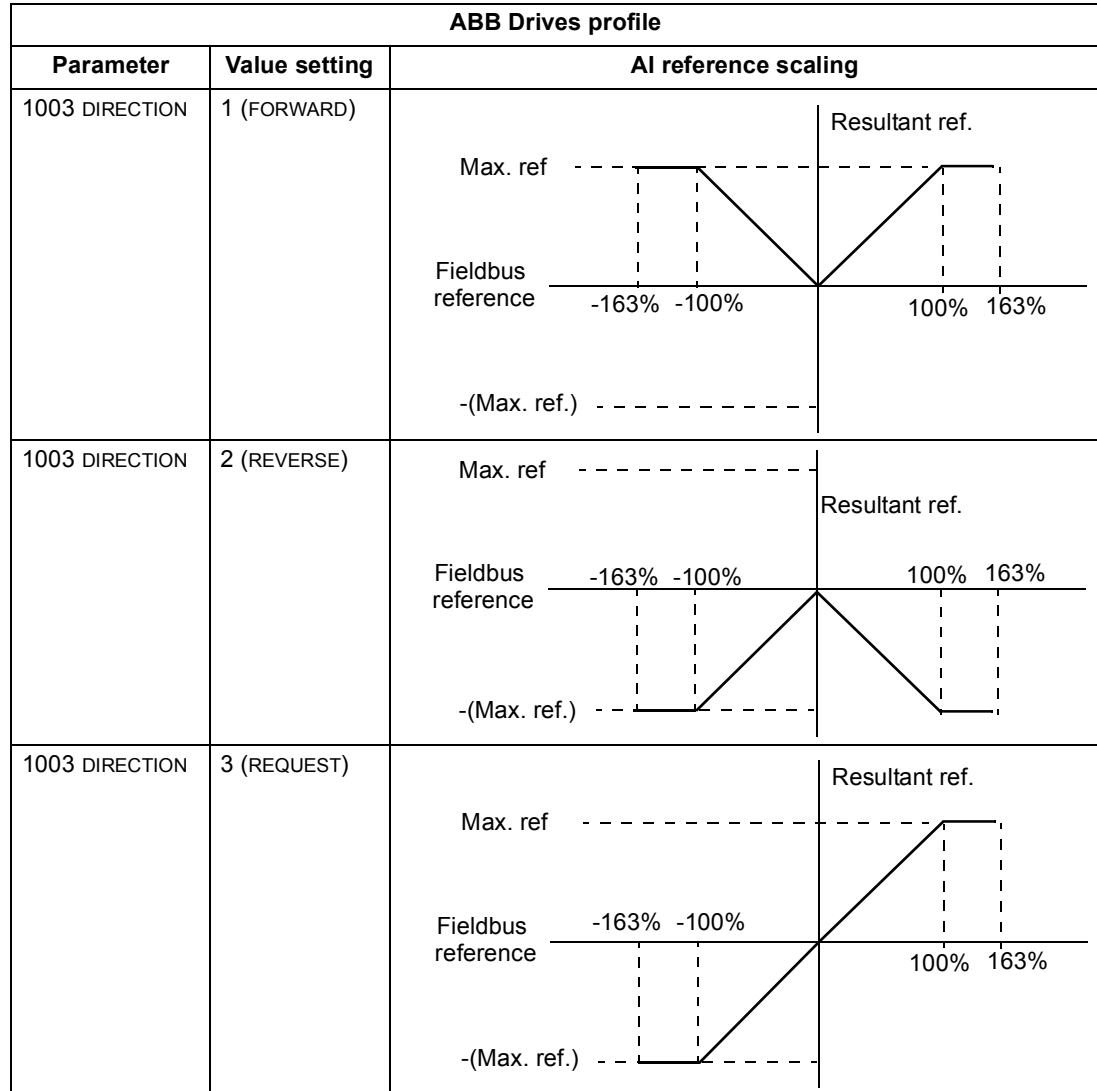 ABB Drives profile
Parameter Value setting AI reference scaling
1003 DIRECTION 1 (FORWARD)
Resultant ref.
Max. ref
Fieldbus
reference
-163% -100%
100% 163%
-(Max. ref.)
1003 DIRECTION 2 (REVERSE)
Max. ref
Resultant ref.
Fieldbus
reference
-163% -100%
100% 163%
-(Max. ref.)
1003 DIRECTION 3 (REQUEST)
Resultant ref.
Max. ref
Fieldbus
reference
-163% -100%
100% 163%
-(Max. ref.)